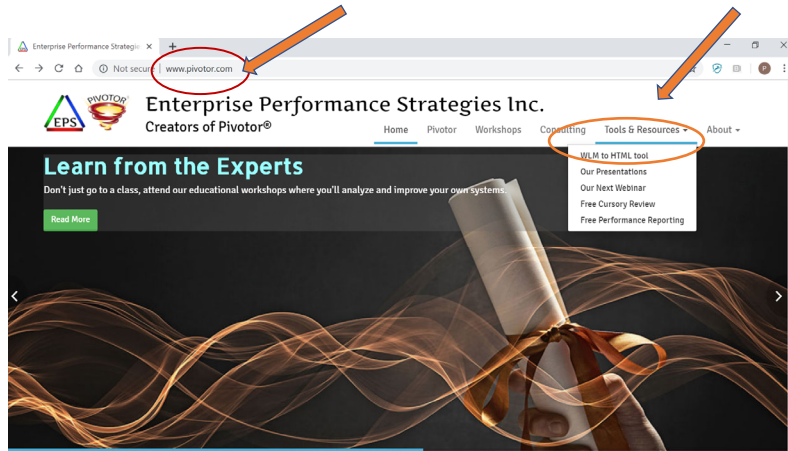 Enterprise Performance Strategie
Not secure | www.pivotor.com
P
PIVOTOR
EPS
Enterprise Performance Strategies Inc.
Creators of Pivotor®
Home Pivotor Workshops Consulting Tools & Resources About
WLM to HTML tool
Our Presentations
Our Next Webinar
Free Cursory Review
Free Performance Reporting
Learn from the Experts
Don't just go to a class, attend our educational workshops where you'll analyze and improve your own systems.
Read More